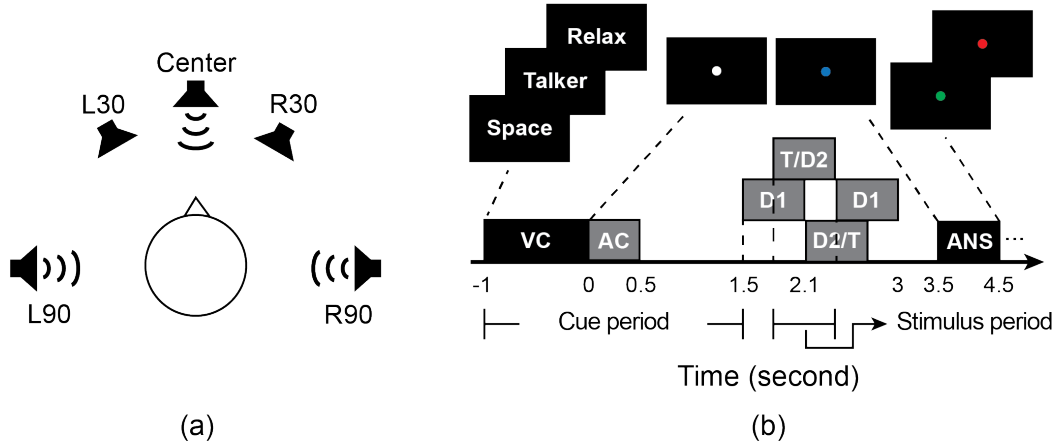 Center
L30
R30
L90
R90
(a)
Relax
Talker
Space
T/D2
D1
D1
VC
AC
D2/T
ANS
...
-1
0
0.5
1.5
2.1
3
3.5
4.5
Cue period
Stimulus period
Time (second)
(b)